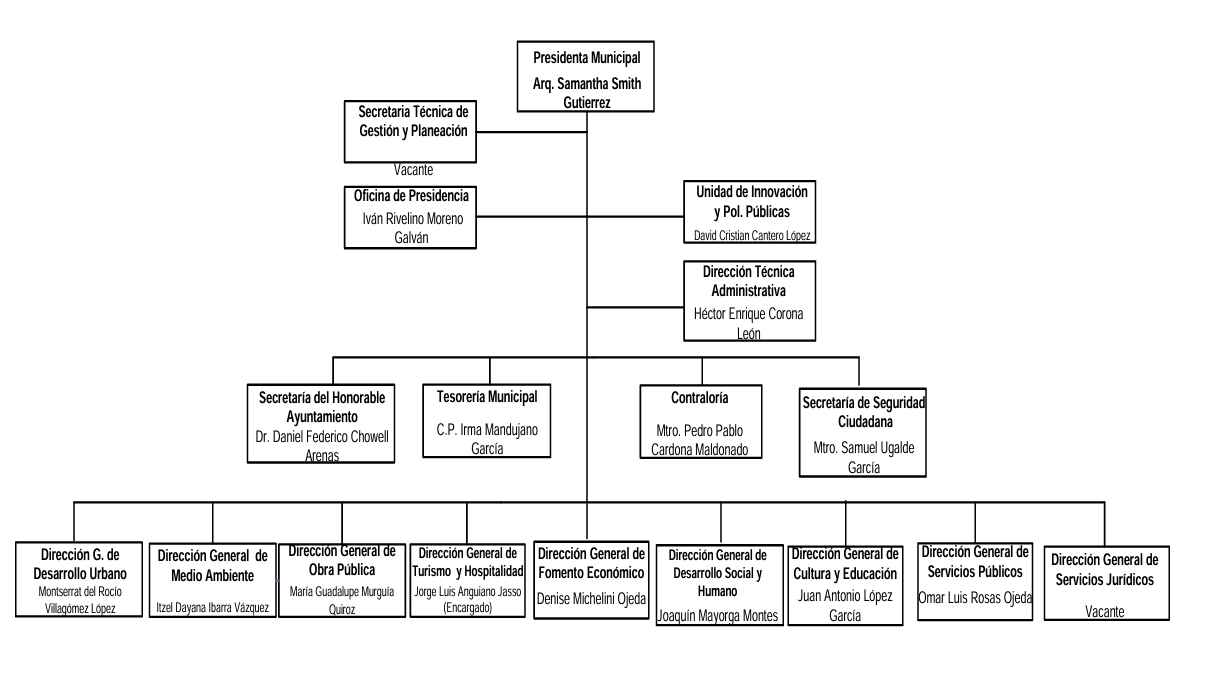 Presidenta Municipal
Arq. Samantha Smith
Gutierrez
Secretaria Técnica de
Gestión y Planeación
Vacante
Oficina de Presidencia
Iván Rivelino Moreno
Galván
Unidad de Innovación
y Pol. Públicas
David Cristian Cantero López
Dirección Técnica
Administrativa
Héctor Enrique Corona
León
Secretaría del Honorable
Ayuntamiento
Dr. Daniel Federico Chowell
Arenas
Tesorería Municipal
C.P. Irma Mandujano
García
Contraloría
Mtro. Pedro Pablo
Cardona Maldonado
Secretaría de Seguridad
Ciudadana
Mtro. Samuel Ugalde
García
Dirección G. de
Desarrollo Urbano
Montserrat del Rocío
Villagómez López
Dirección General de
Medio Ambiente
Itzel Dayana Ibarra Vázquez
Dirección General de
Obra Pública
María Guadalupe Murguía
Quiroz
Dirección General de
Turismo y Hospitalidad
Jorge Luis Anguiano Jasso
(Encargado)
Dirección General de
Fomento Económico
Denise Michelini Ojeda
Dirección General de
Desarrollo Social y
Humano
Joaquín Mayorga Montes
Dirección General de
Cultura y Educación
Juan Antonio López
García
Dirección General de
Servicios Públicos
Omar Luis Rosas Ojeda
Dirección General de
Servicios Jurídicos
Vacante